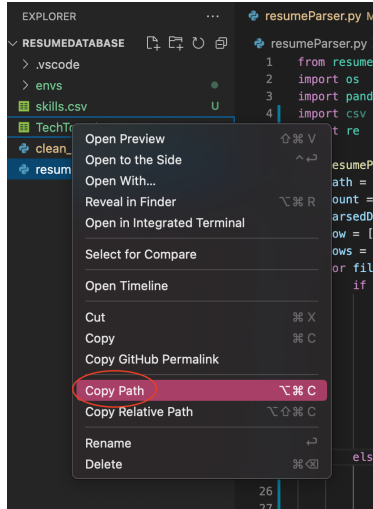 EXPLORER
...
resumeParser.py M
RESUMEDATABASE
resumeParser.py
> .vscode
> envs
skills.csv U
TechTo
clean_
resum
1 from resume
2 import os
3 import pand
4 import csv
t re
Open Preview ⇧⌘ V
Open to the Side ^↩
Open With...
Reveal in Finder ⌥⌘ R
Open in Integrated Terminal
Select for Compare
Open Timeline
Cut ⌘ X
Copy ⌘ C
Copy GitHub Permalink
Copy Path ⌥⌘ C
Copy Relative Path ⌥⇧⌘ C
Rename ↩
Delete ⌘⌫
esumeP
ath =
ount =
arsedD
ow = [
ows =
or fil
if
els
26
27